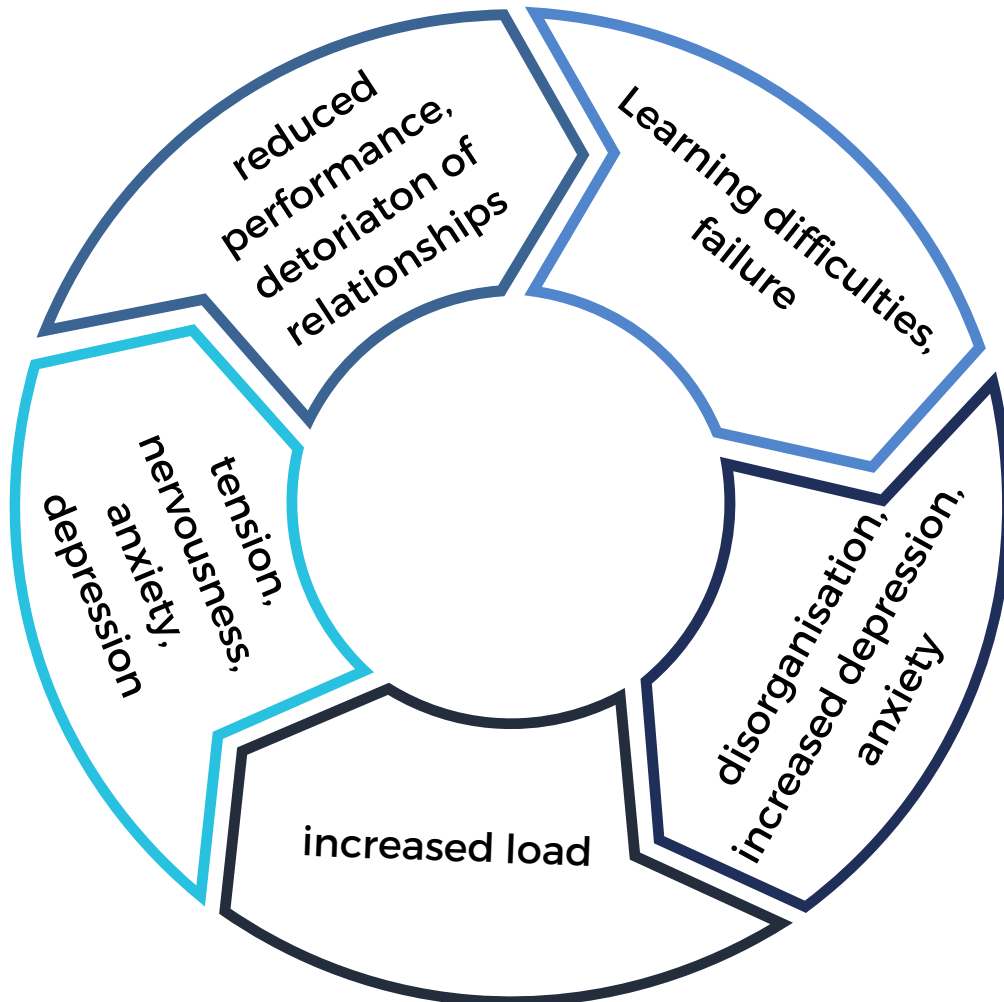 reduced
performance,
detoriaton of
relationships
Learning difficulties,
failure
disorganisation,
increased depression,
anxiety
increased load
tension,
nervousness,
anxiety,
depression